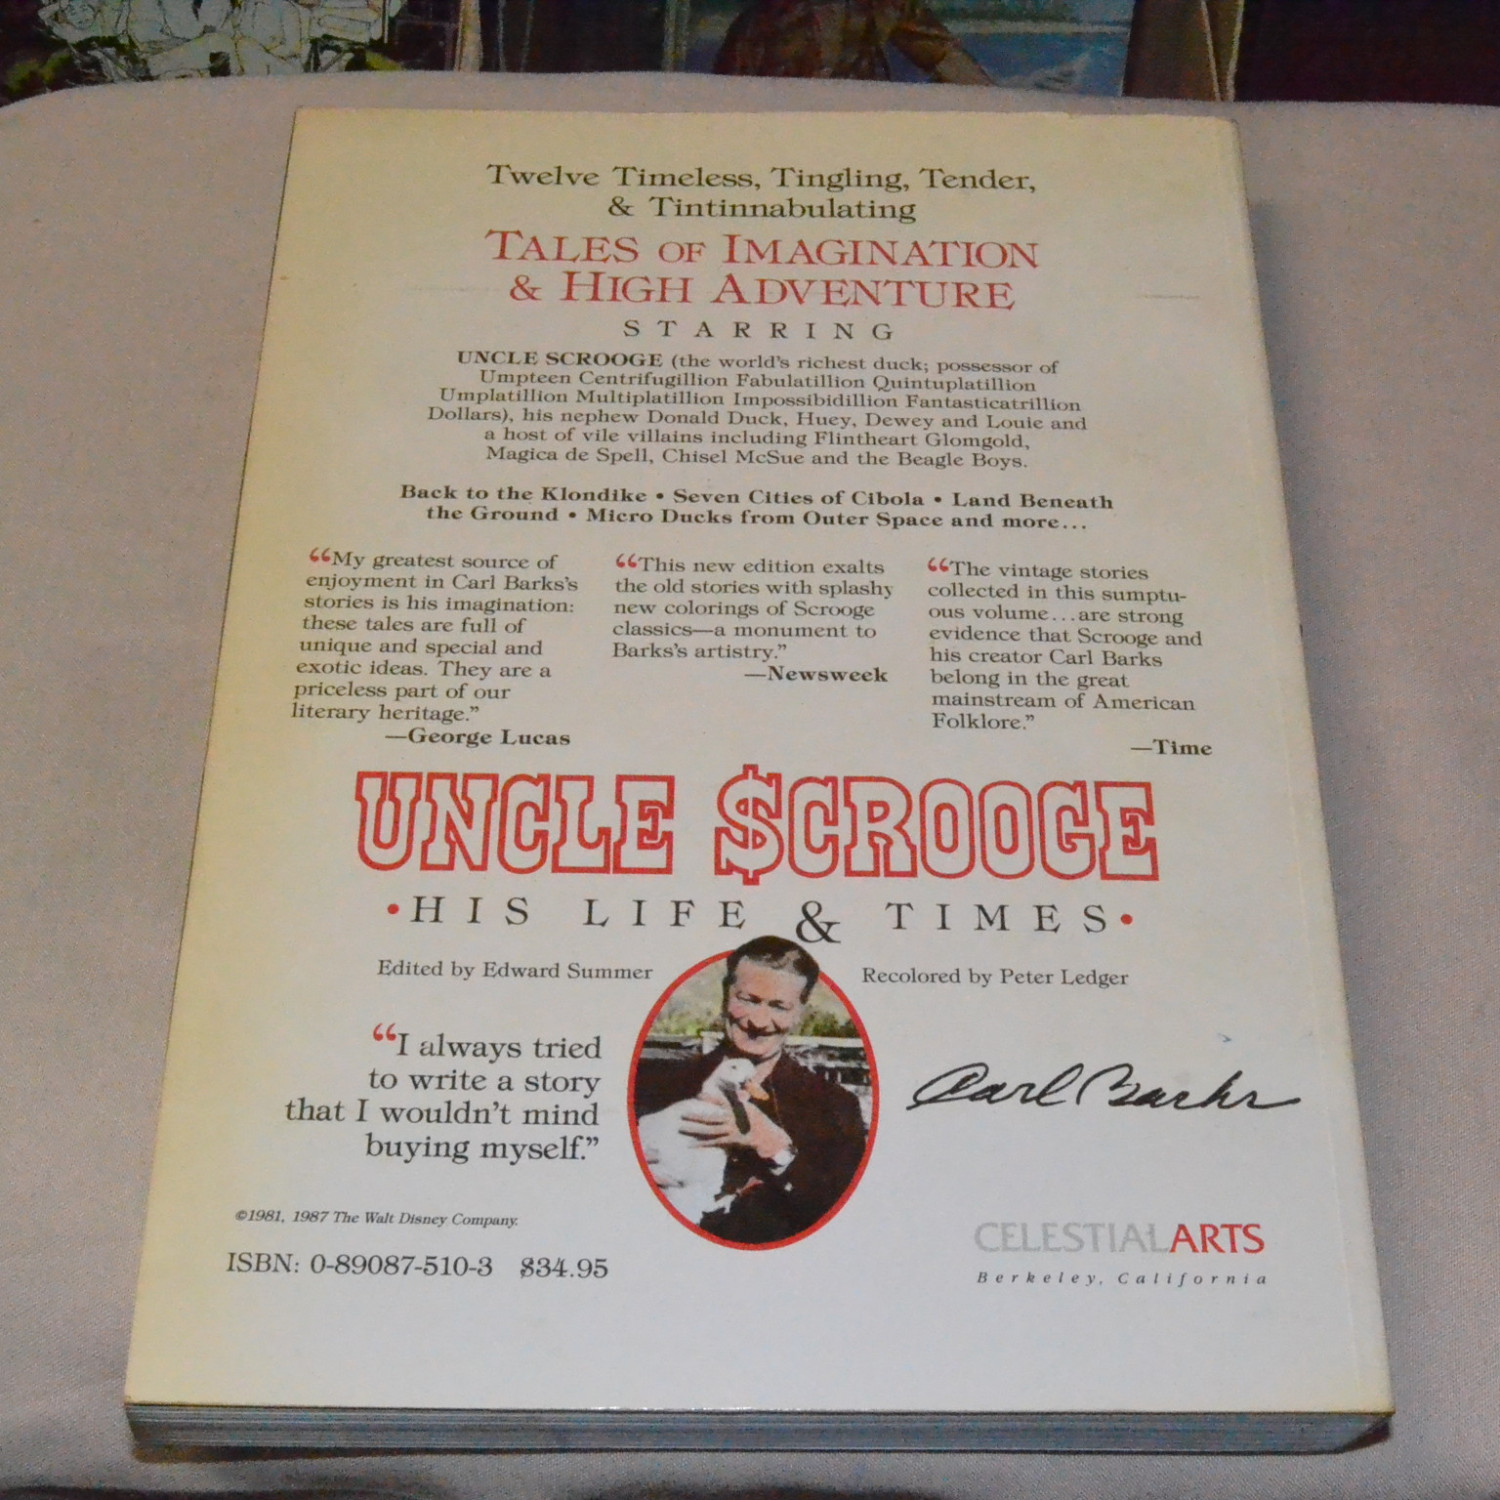 Twelve Timeless, Tingling, Tender,
& Tintinnabulating
TALES OF IMAGINATION
& HIGH ADVENTURE
STARRING
UNCLE SCROOGE (the world's richest duck; possessor of
Umpteen Centrifugillion Fabulatillion Quintuplatillion
Umplatillion Multiplatillion Impossibidillion Fantasticatrillion
Dollars), his nephew Donald Duck, Huey, Dewey and Louie and
a host of vile villains including Flintheart Glomgold,
Magica de Spell, Chisel McSue and the Beagle Boys.
Back to the Klondike • Seven Cities of Cibola • Land Beneath
the Ground • Micro Ducks from Outer Space and more...
“My greatest source of
enjoyment in Carl Barks's
stories is his imagination:
these tales are full of
unique and special and
exotic ideas. They are a
priceless part of our
literary heritage.”
—George Lucas
“This new edition exalts
the old stories with splashy
new colorings of Scrooge
classics—a monument to
Barks's artistry.”
—Newsweek
“The vintage stories
collected in this sumptu-
ous volume...are strong
evidence that Scrooge and
his creator Carl Barks
belong in the great
mainstream of American
Folklore.”
—Time
UNCLE $CROOGE
•HIS LIFE & TIMES•
Edited by Edward Summer
Recolored by Peter Ledger
“I always tried
to write a story
that I wouldn't mind
buying myself.”
Carl Barks
©1981, 1987 The Walt Disney Company.
ISBN: 0-89087-510-3 $34.95
CELESTIALARTS
Berkeley, California